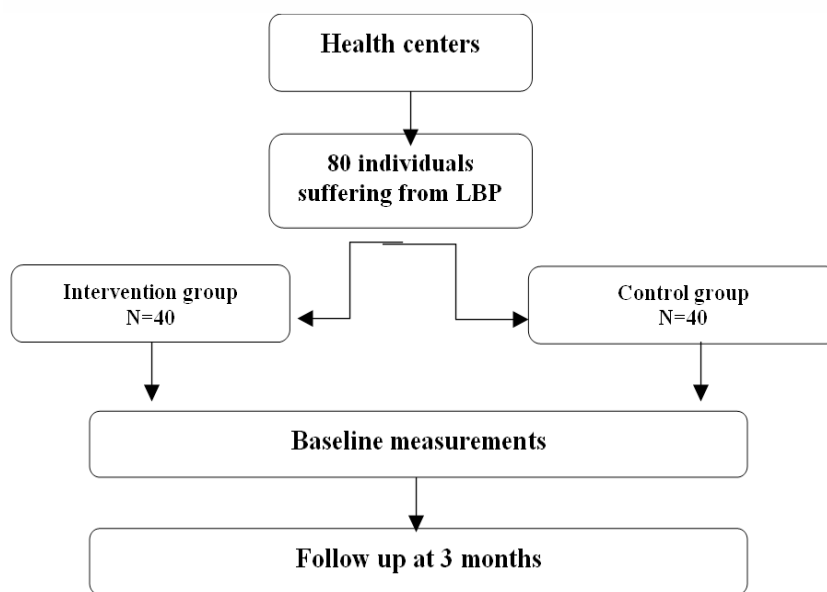 Health centers
80 individuals
suffering from LBP
Intervention group
N=40
Control group
N=40
Baseline measurements
Follow up at 3 months